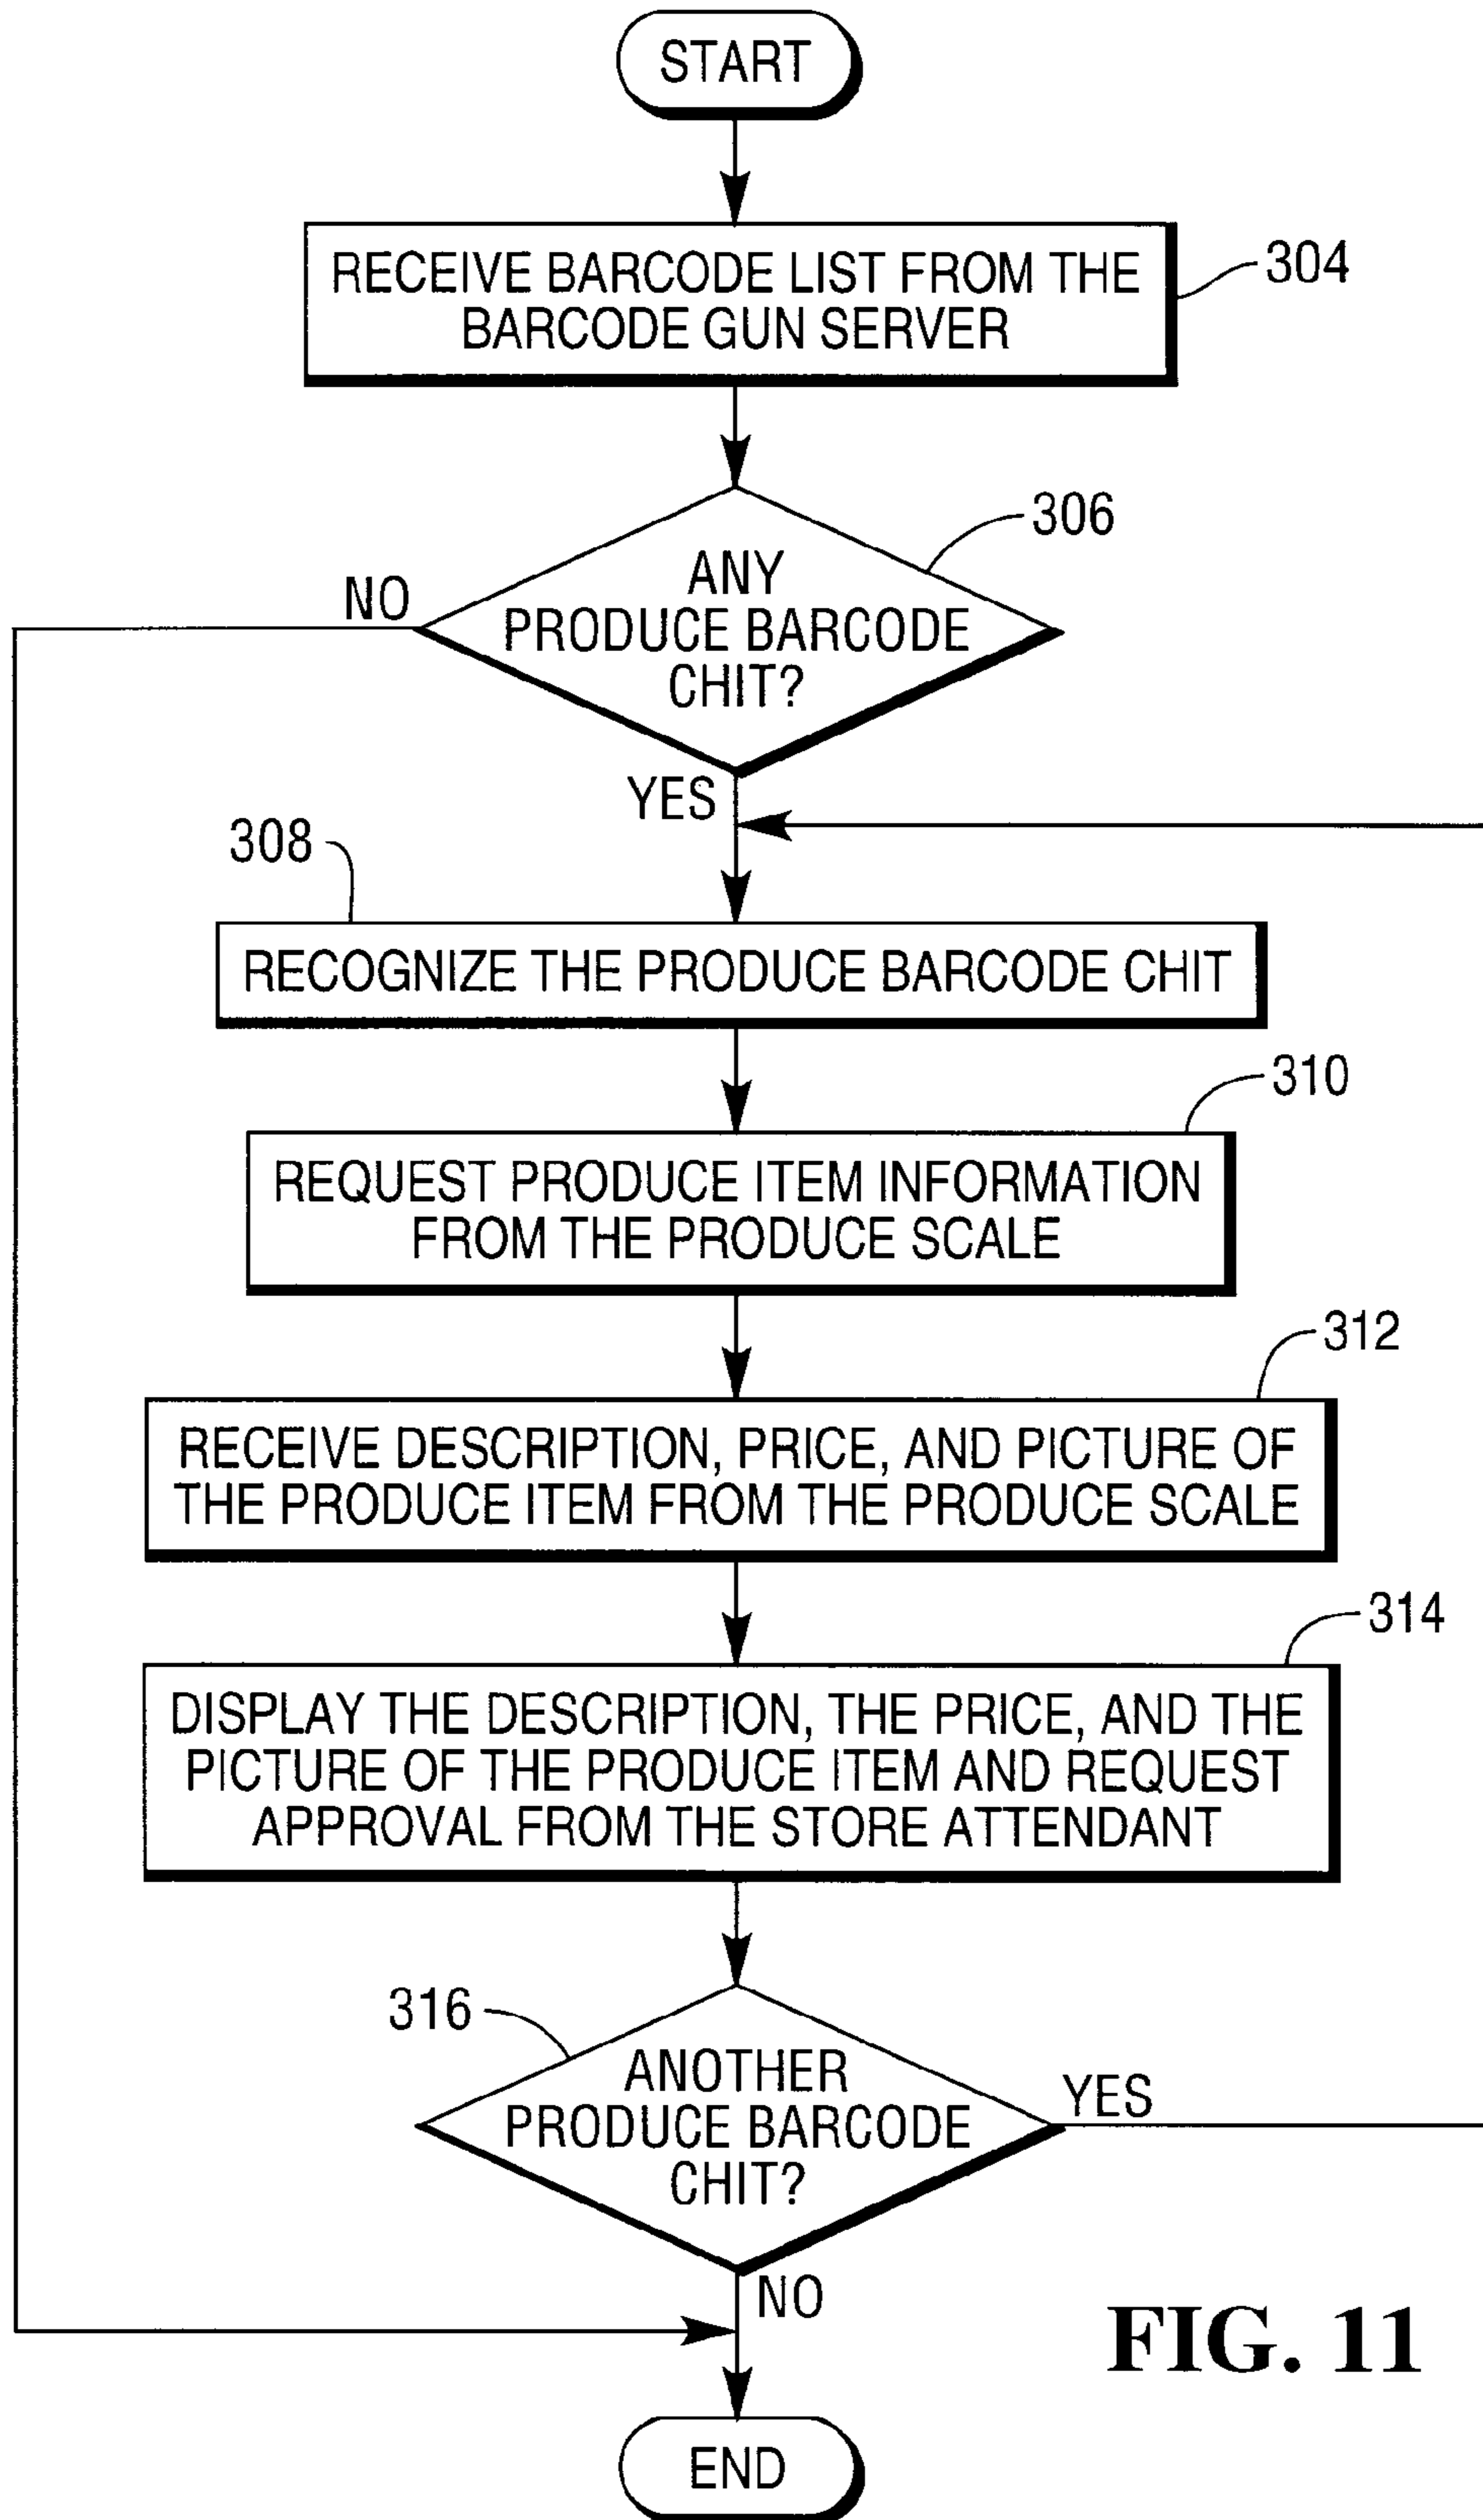 START
RECEIVE BARCODE LIST FROM THE
BARCODE GUN SERVER
304
306
ANY
PRODUCE BARCODE
CHIT?
NO
YES
308
RECOGNIZE THE PRODUCE BARCODE CHIT
310
REQUEST PRODUCE ITEM INFORMATION
FROM THE PRODUCE SCALE
312
RECEIVE DESCRIPTION, PRICE, AND PICTURE OF
THE PRODUCE ITEM FROM THE PRODUCE SCALE
314
DISPLAY THE DESCRIPTION, THE PRICE, AND THE
PICTURE OF THE PRODUCE ITEM AND REQUEST
APPROVAL FROM THE STORE ATTENDANT
316
ANOTHER
PRODUCE BARCODE
CHIT?
YES
NO
FIG. 11
END